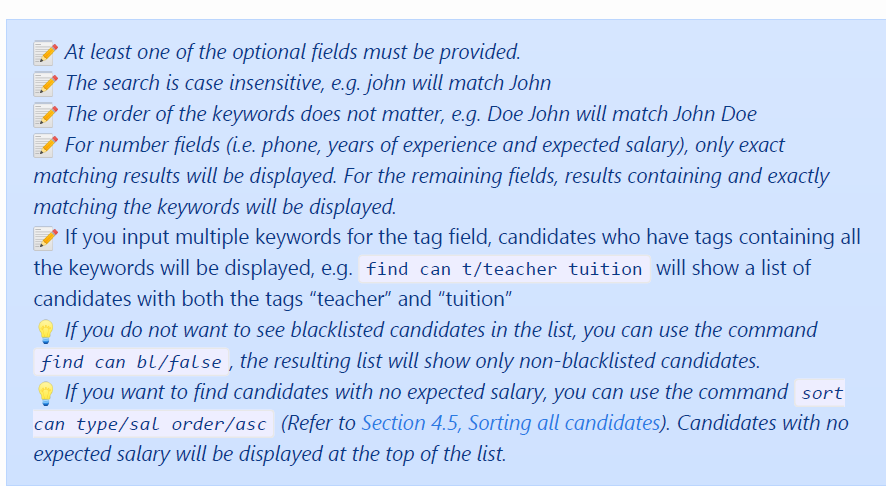 At least one of the optional fields must be provided.
The search is case insensitive, e.g. john will match John
The order of the keywords does not matter, e.g. Doe John will match John Doe
For number fields (i.e. phone, years of experience and expected salary), only exact
matching results will be displayed. For the remaining fields, results containing and exactly
matching the keywords will be displayed.
If you input multiple keywords for the tag field, candidates who have tags containing all
the keywords will be displayed, e.g. find can t/teacher tuition will show a list of
candidates with both the tags “teacher” and “tuition”
If you do not want to see blacklisted candidates in the list, you can use the command
find can bl/false , the resulting list will show only non-blacklisted candidates.
If you want to find candidates with no expected salary, you can use the command sort
can type/sal order/asc (Refer to Section 4.5, Sorting all candidates). Candidates with no
expected salary will be displayed at the top of the list.